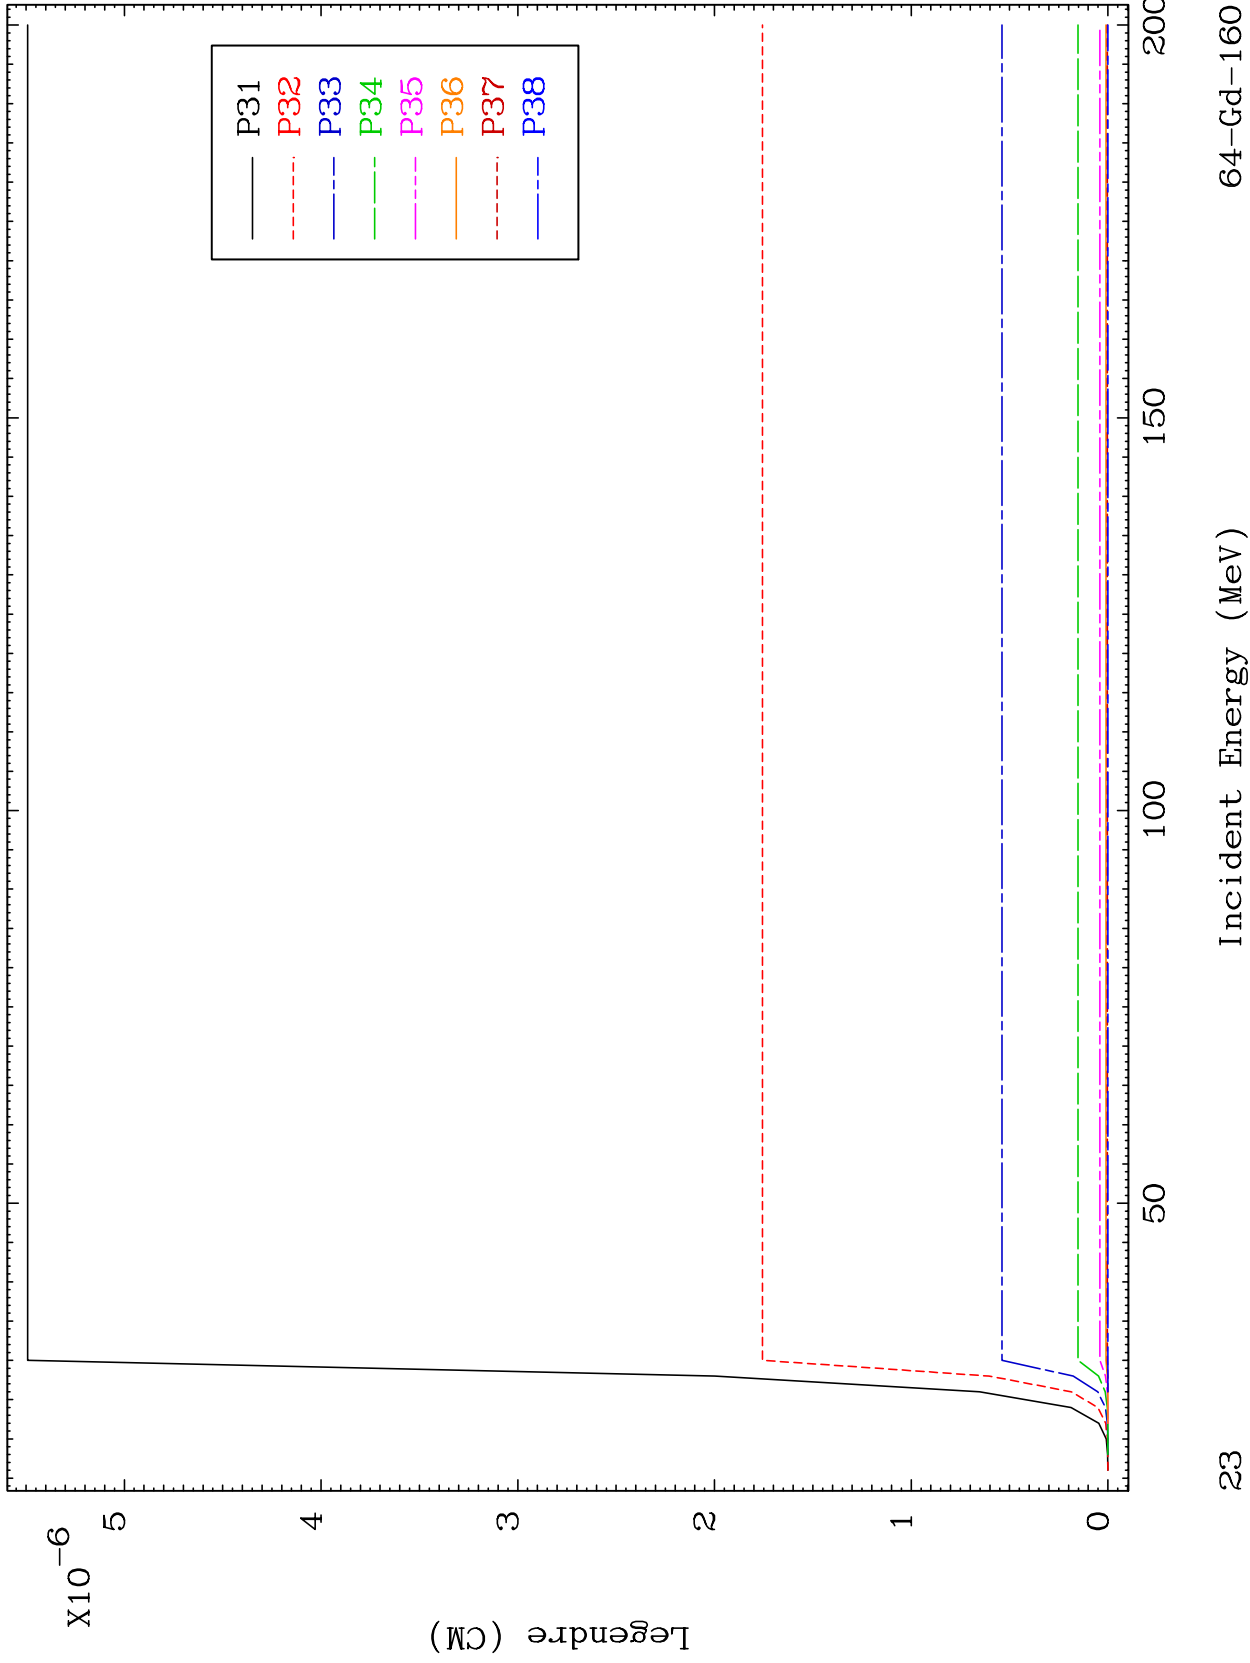 X10-6
5
4
3
2
1
0
Legendre (CM)
P31
P32
P33
P34
P35
P36
P37
P38
50
100
150
200
Incident Energy (MeV)
23
64-Gd-160